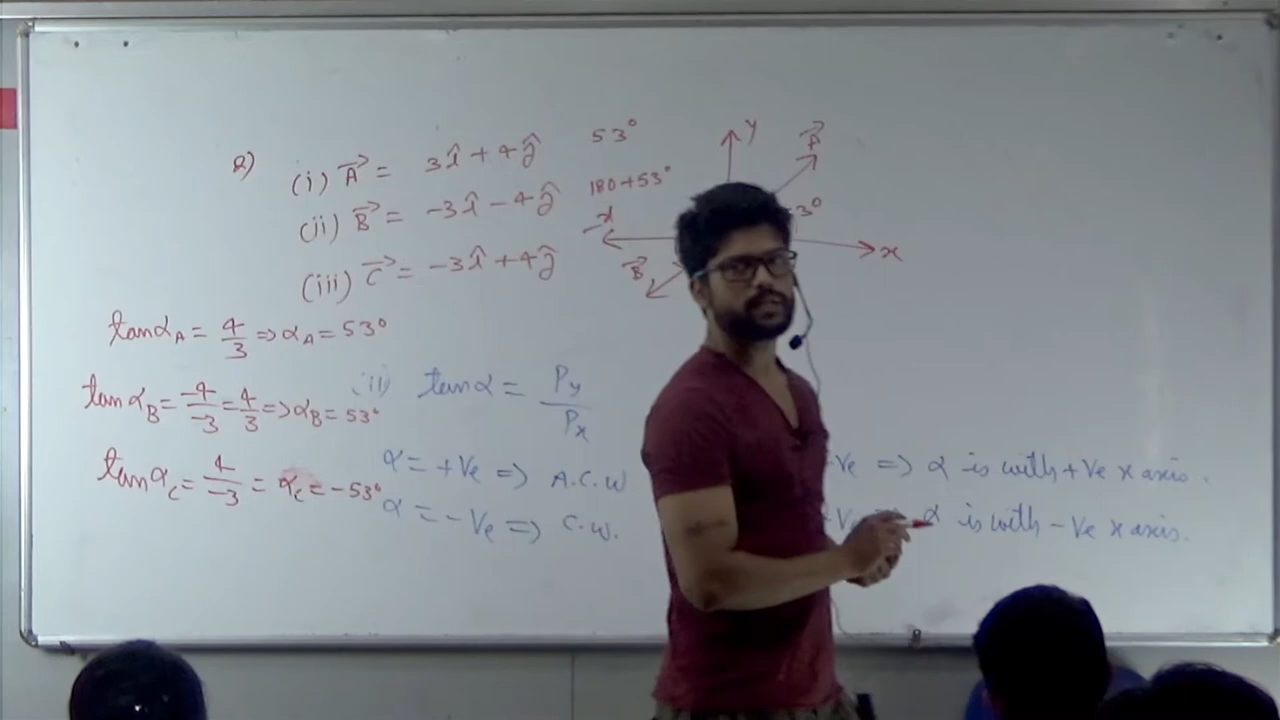 Q) (i) A⃗ = 3î + 4ĵ 53°
(ii) B⃗ = -3î - 4ĵ 180+53°
(iii) C⃗ = -3î + 4ĵ
y
A⃗
3°
-x
x
B⃗
tanα_A = 4/3 ⇒ α_A = 53°
tanα_B = -4/-3 = 4/3 ⇒ α_B = 53°
tanα_C = 4/-3 = α_C = -53°
(ii) tanα = P_y/P_x
α = +Ve ⇒ A.C.W
α = -Ve ⇒ C.W.
+Ve ⇒ α is with +Ve x axis.
α is with -Ve x axis.